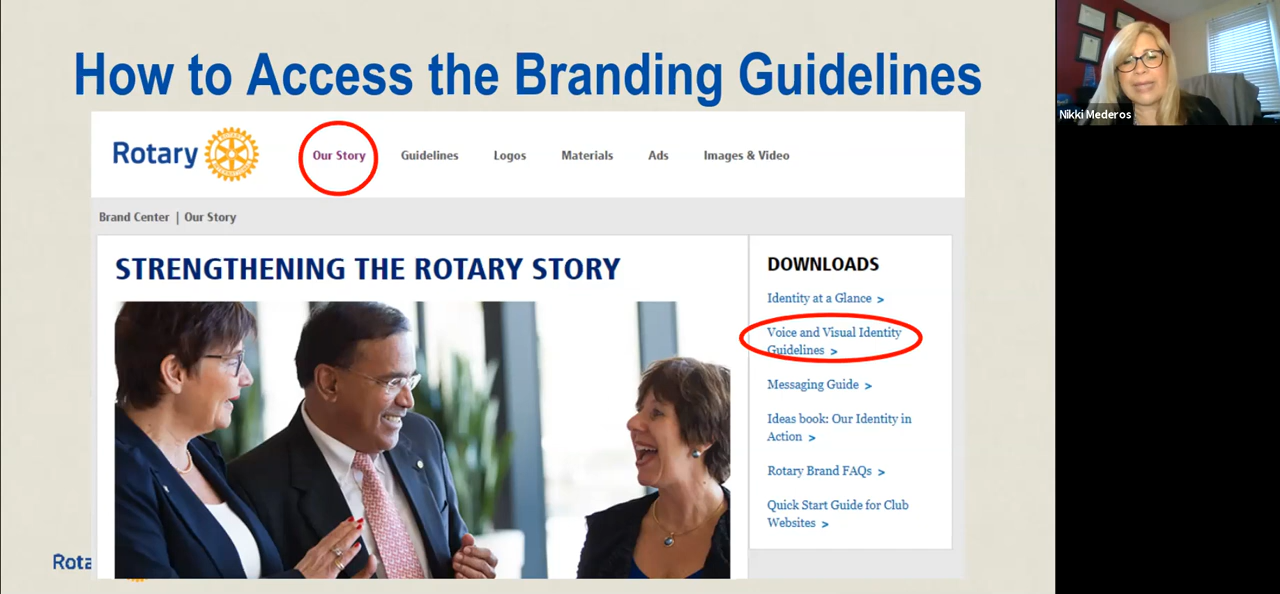 How to Access the Branding Guidelines
Nikki Mederos
Rotary
Our Story
Guidelines
Logos
Materials
Ads
Images & Video
Brand Center | Our Story
STRENGTHENING THE ROTARY STORY
DOWNLOADS
Identity at a Glance >
Voice and Visual Identity
Guidelines >
Messaging Guide >
Ideas book: Our Identity in
Action >
Rotary Brand FAQs >
Quick Start Guide for Club
Websites >
Rota